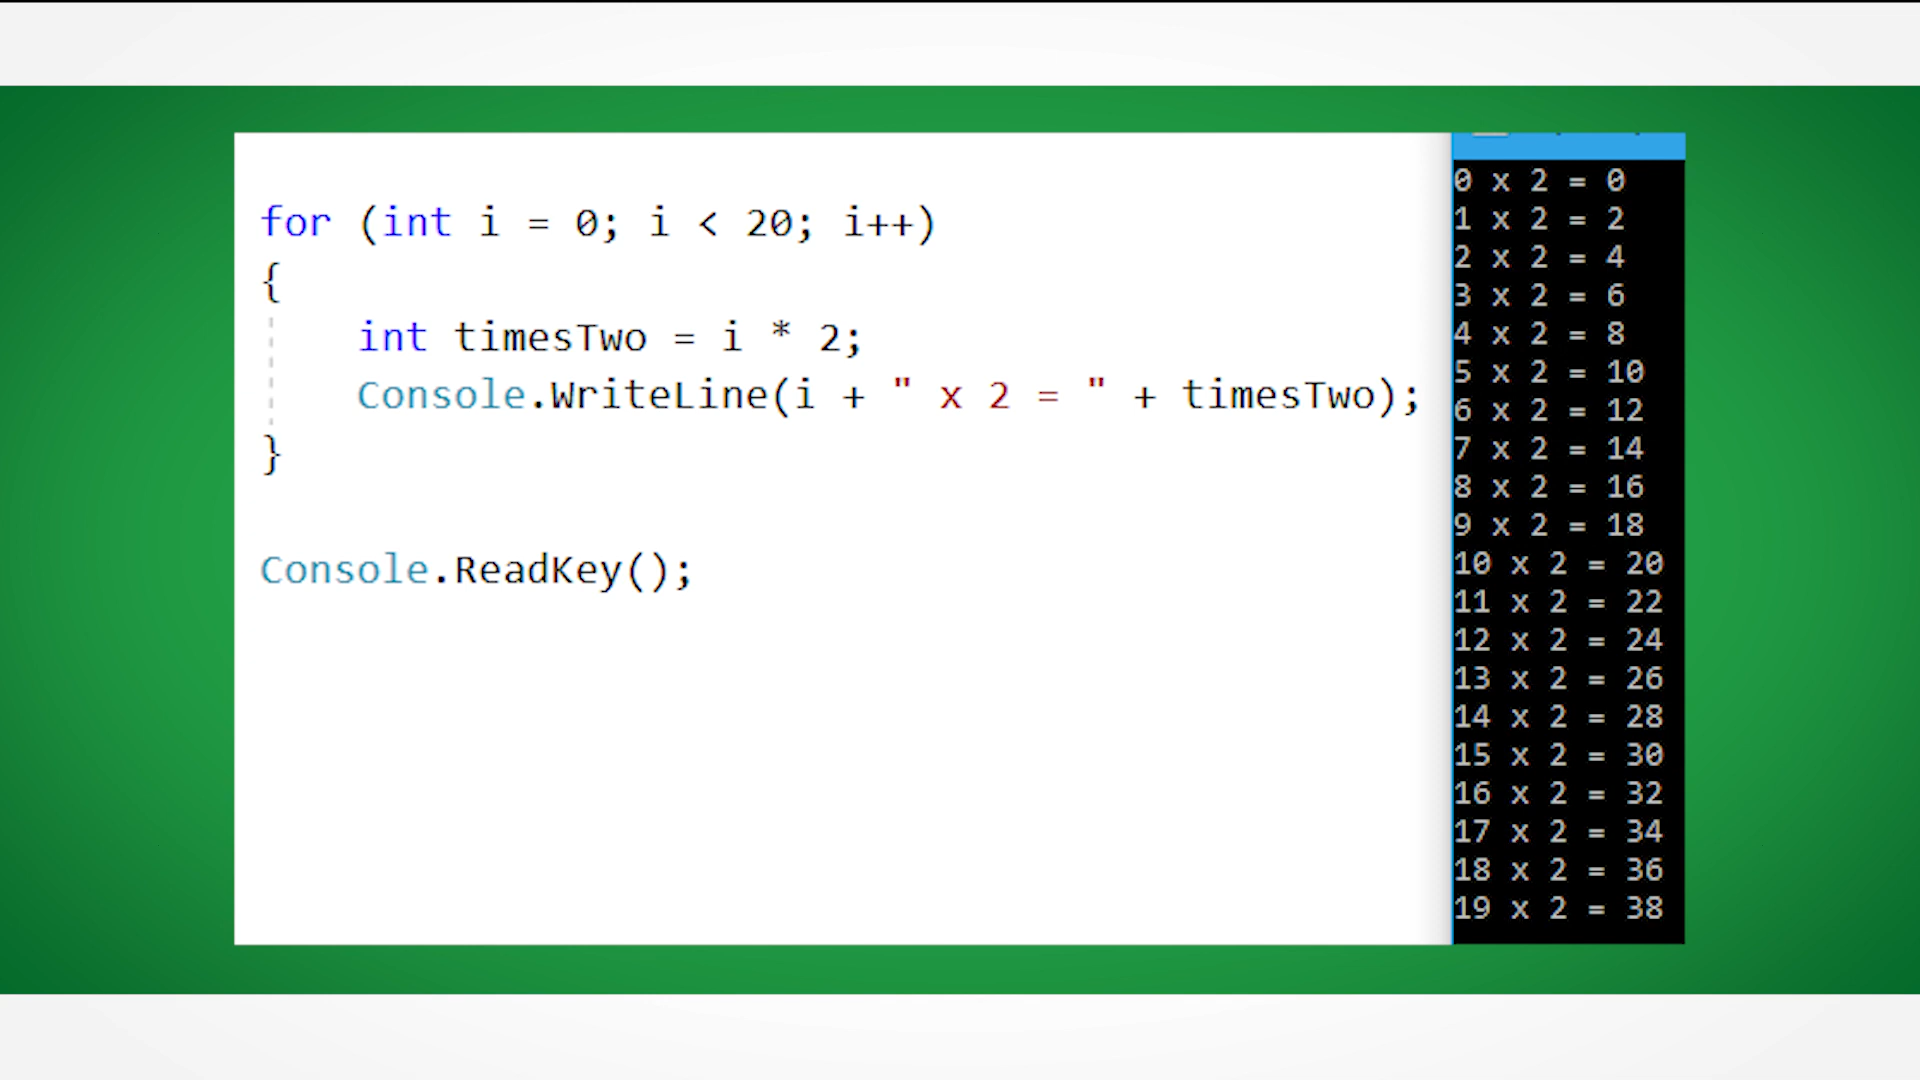 for (int i = 0; i < 20; i++)
{
    int timesTwo = i * 2;
    Console.WriteLine(i + " x 2 = " + timesTwo);
}
Console.ReadKey();
0 x 2 = 0
1 x 2 = 2
2 x 2 = 4
3 x 2 = 6
4 x 2 = 8
5 x 2 = 10
6 x 2 = 12
7 x 2 = 14
8 x 2 = 16
9 x 2 = 18
10 x 2 = 20
11 x 2 = 22
12 x 2 = 24
13 x 2 = 26
14 x 2 = 28
15 x 2 = 30
16 x 2 = 32
17 x 2 = 34
18 x 2 = 36
19 x 2 = 38